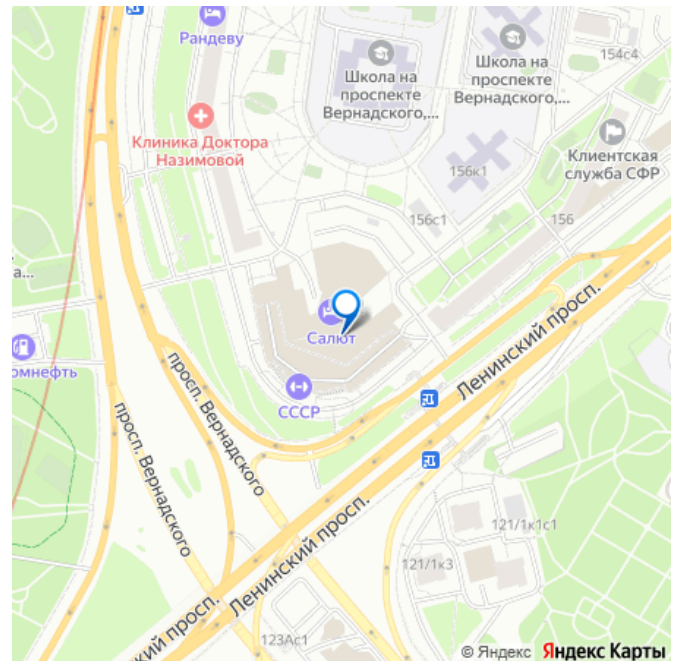 Рандеву
Школа на
проспекте
Вернадского,...
Школа на
проспекте
Вернадского,...
154с4
Клиника Доктора
Назимовой
Клиентская
служба СФР
156к1
156с1
156
а...
Салют
Ленинский просп.
омнефть
СССР
просп. Вернадского
просп. Вернадского
Ленинский просп.
121/1к1с1
121/1к3
123Ас1
кий просп.
© Яндекс Яндекс Карты